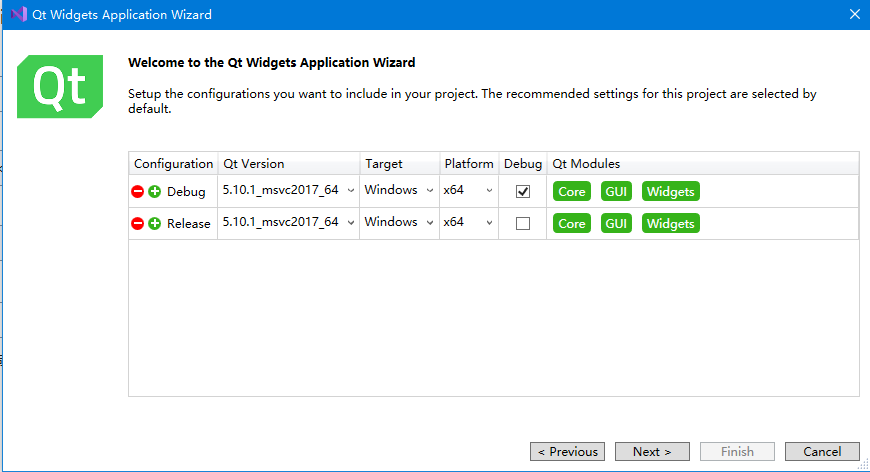 Qt Widgets Application Wizard
Qt
Welcome to the Qt Widgets Application Wizard
Setup the configurations you want to include in your project. The recommended settings for this project are selected by
default.
Configuration Qt Version Target Platform Debug Qt Modules
Debug 5.10.1_msvc2017_64 Windows x64 Core GUI Widgets
Release 5.10.1_msvc2017_64 Windows x64 Core GUI Widgets
< Previous Next > Finish Cancel